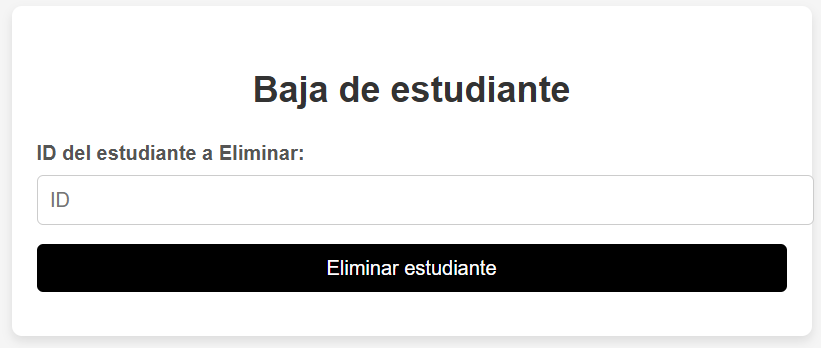 Baja de estudiante
ID del estudiante a Eliminar:
ID
Eliminar estudiante